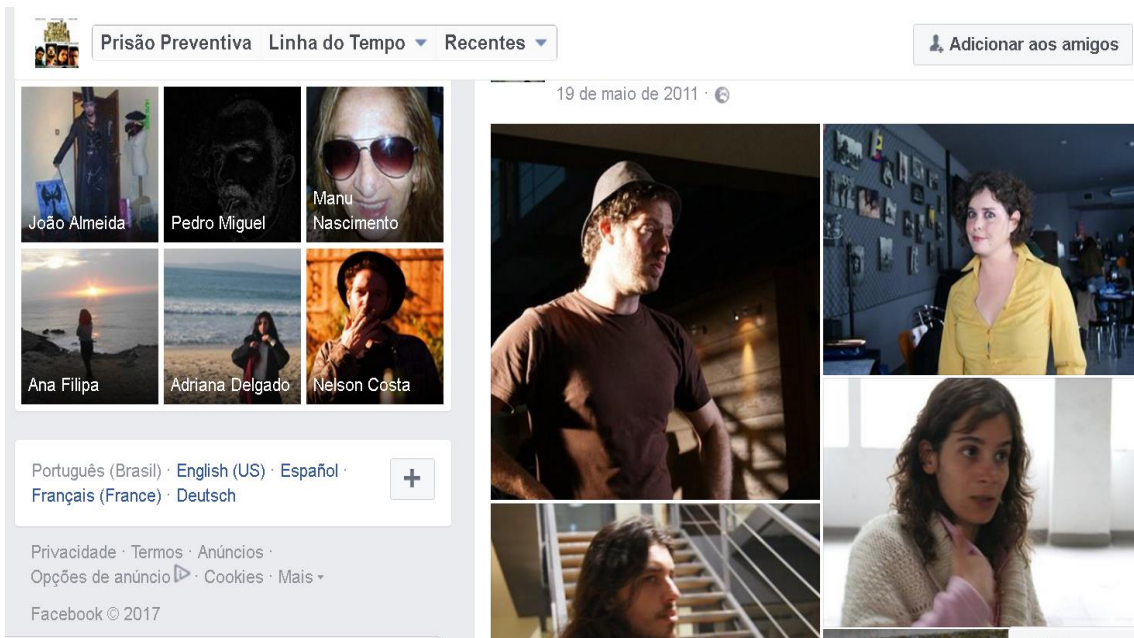 Prisão Preventiva Linha do Tempo Recentes
Adicionar aos amigos
João Almeida
Pedro Miguel
Manu
Nascimento
Ana Filipa
Adriana Delgado
Nelson Costa
Português (Brasil) · English (US) · Español ·
Français (France) · Deutsch
Privacidade · Termos · Anúncios ·
Opções de anúncio · Cookies · Mais
Facebook © 2017
19 de maio de 2011 ·